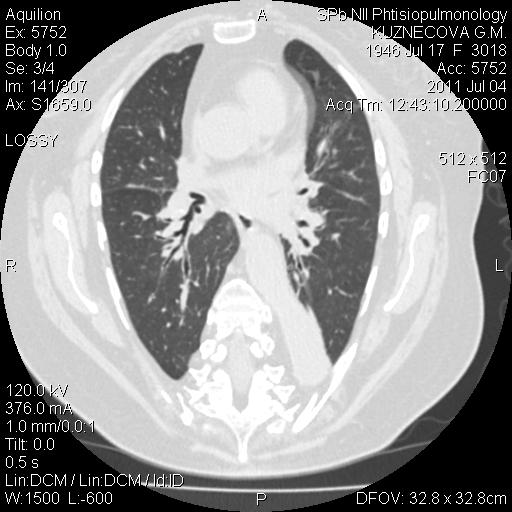 Aquilion
Ex: 5752
Body 1.0
Se: 3/4
Im: 141/307
Ax: S1659.0
LOSSY
A
SPb NII Phtisiopulmonology
KUZNECOVA G.M.
1946 Jul 17 F 3018
Acc: 5752
2011 Jul 04
Acq Tm: 12:43:10.200000
512 x 512
FC07
R
L
120.0 kV
376.0 mA
1.0 mm/0.0:1
Tilt: 0.0
0.5 s
Lin:DCM / Lin:DCM / Id:ID
W:1500 L:-600
P
DFOV: 32.8 x 32.8cm